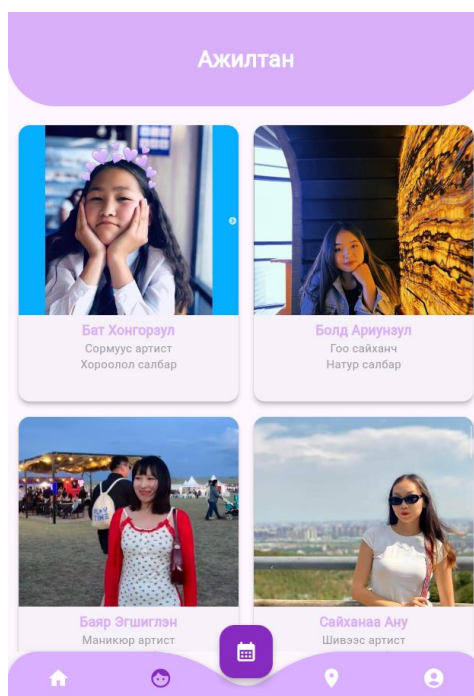 Ажилтан
Бат Хонгорзул
Сормуус артист
Хороолол салбар
Болд Ариунзул
Гоо сайханч
Натур салбар
Баяр Эгшиглэн
Маникюр артист
Сайханаа Ану
Шивээс артист